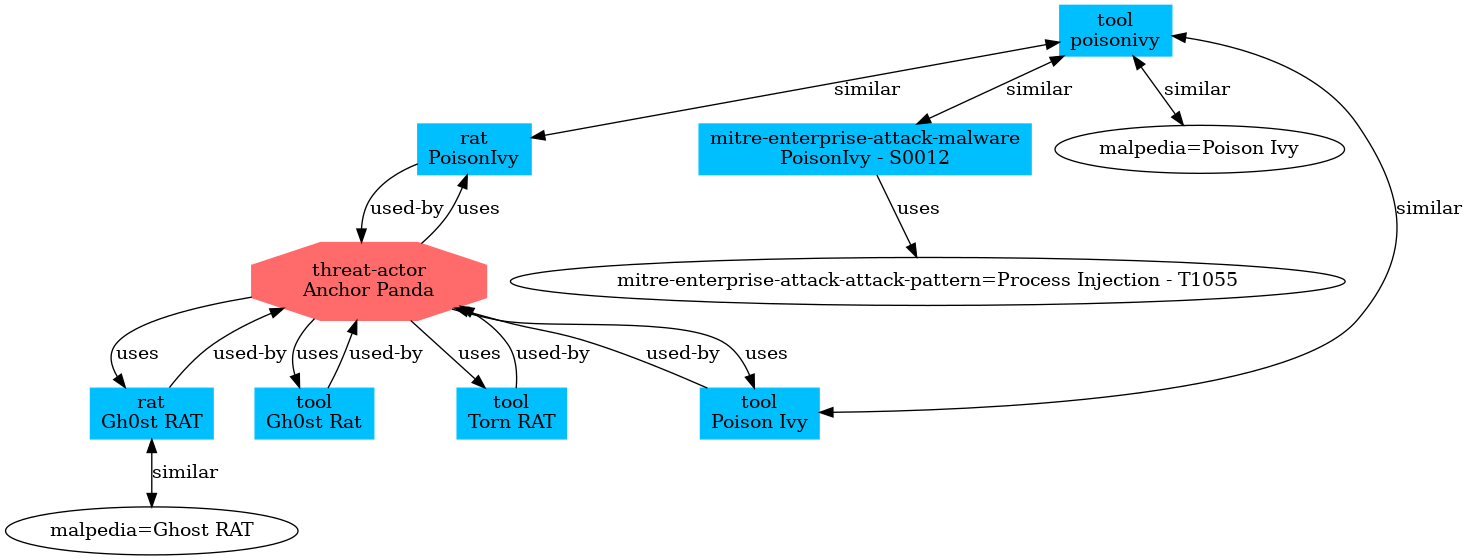 tool
poisonivy
similar
similar
similar
rat
PoisonIvy
mitre-enterprise-attack-malware
PoisonIvy - S0012
malpedia=Poison Ivy
used-by
uses
uses
similar
threat-actor
Anchor Panda
mitre-enterprise-attack-attack-pattern=Process Injection - T1055
uses
used-by
uses
used-by
uses
used-by
used-by
uses
rat
Gh0st RAT
tool
Gh0st Rat
tool
Torn RAT
tool
Poison Ivy
similar
malpedia=Ghost RAT